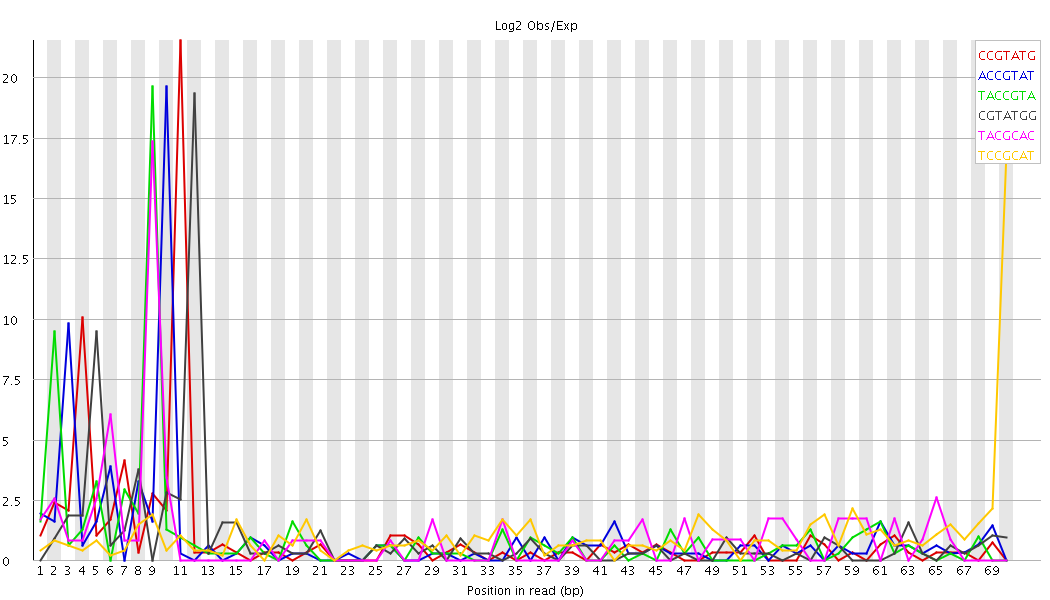 Log2 Obs/Exp
20
17.5
15
12.5
10
7.5
5
2.5
0
CCGTATG
ACCGTAT
TACCGTA
CGTATGG
TACGCAC
TCCGCAT
1 2 3 4 5 6 7 8 9 11 13 15 17 19 21 23 25 27 29 31 33 35 37 39 41 43 45 47 49 51 53 55 57 59 61 63 65 67 69
Position in read (bp)